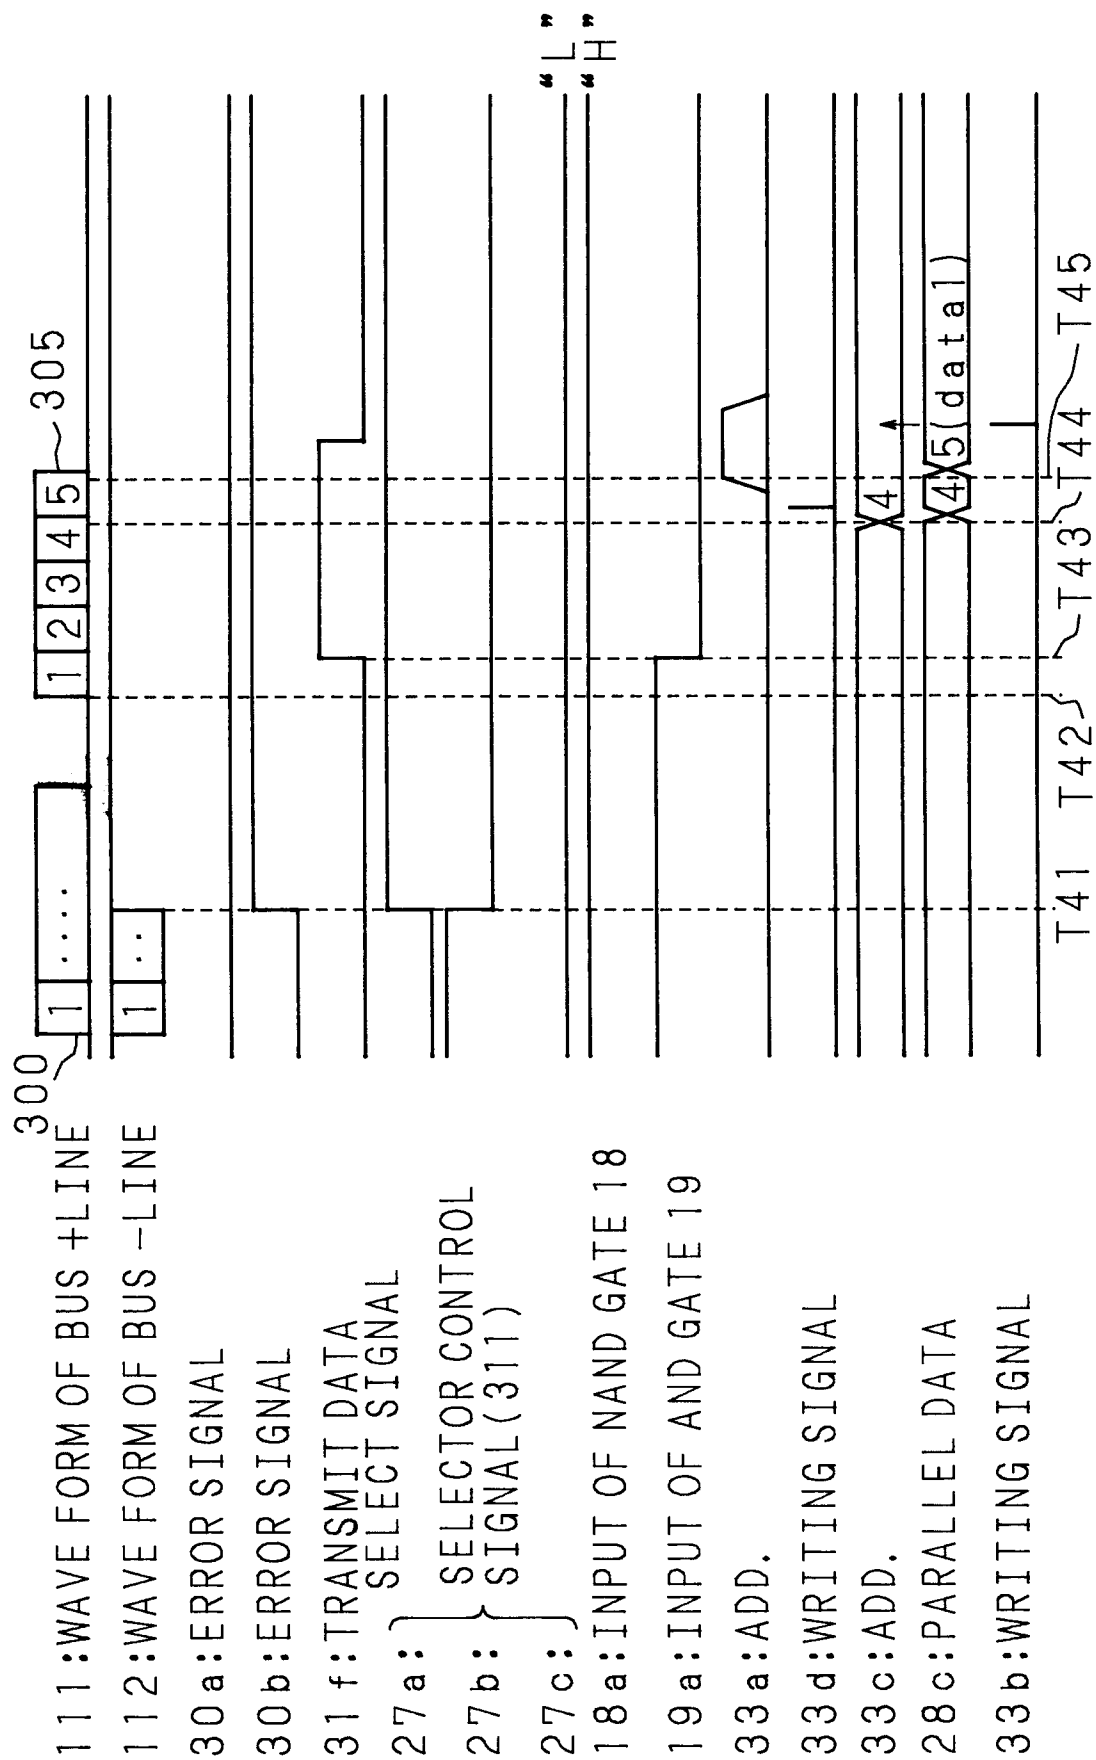 111:WAVE FORM OF BUS +LINE
112:WAVE FORM OF BUS -LINE
30a:ERROR SIGNAL
30b:ERROR SIGNAL
31f:TRANSMIT DATA
SELECT SIGNAL
27a:
27b:
27c:
SELECTOR CONTROL
SIGNAL(311)
18a:INPUT OF NAND GATE 18
19a:INPUT OF AND GATE 19
33a:ADD.
33d:WRITING SIGNAL
33c:ADD.
28c:PARALLEL DATA
33b:WRITING SIGNAL
300
1 ....
1 2 3 4 5
305
1 ..
"L"
"H"
4
4 5(data1)
T41 T42 T43 T44 T45